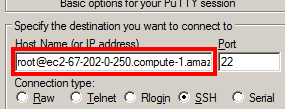 Basic options for your PuTTY session
Specify the destination you want to connect to
Host Name (or IP address) Port
root@ec2-67-202-0-250.compute-1.amaz 22
Connection type:
Raw Telnet Rlogin SSH Serial